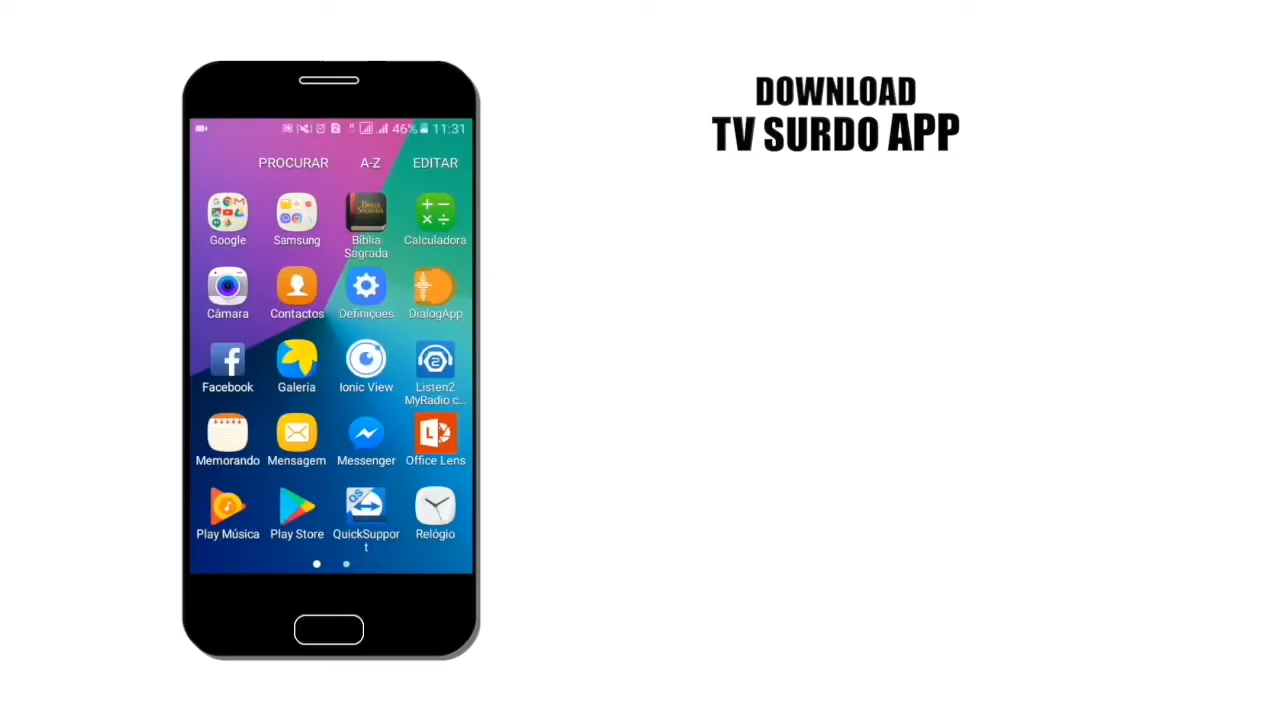 DOWNLOAD
TV SURDO APP
46% 11:31
PROCURAR A-Z EDITAR
Google Samsung Bíblia Sagrada Calculadora
Câmara Contactos Definições DialogApp
Facebook Galeria Ionic View Listen2 MyRadio c...
Memorando Mensagem Messenger Office Lens
Play Música Play Store QuickSupport Relógio